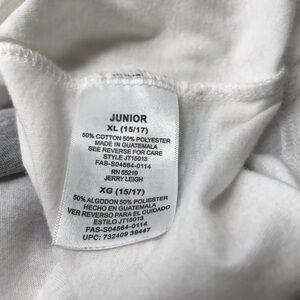 JUNIOR
XL (15/17)
50% COTTON 50% POLYESTER
MADE IN GUATEMALA
SEE REVERSE FOR CARE
STYLE JT15013
FAS-S04564-0114
RN 55219
JERRY LEIGH
XG (15/17)
50% ALGODON 50% POLISSTER
HECHO EN GUATEMALA
VER REVERSO PARA EL CUIDADO
ESTILO JT15013
FAS-S04564-0114
UPC: 732409 39447